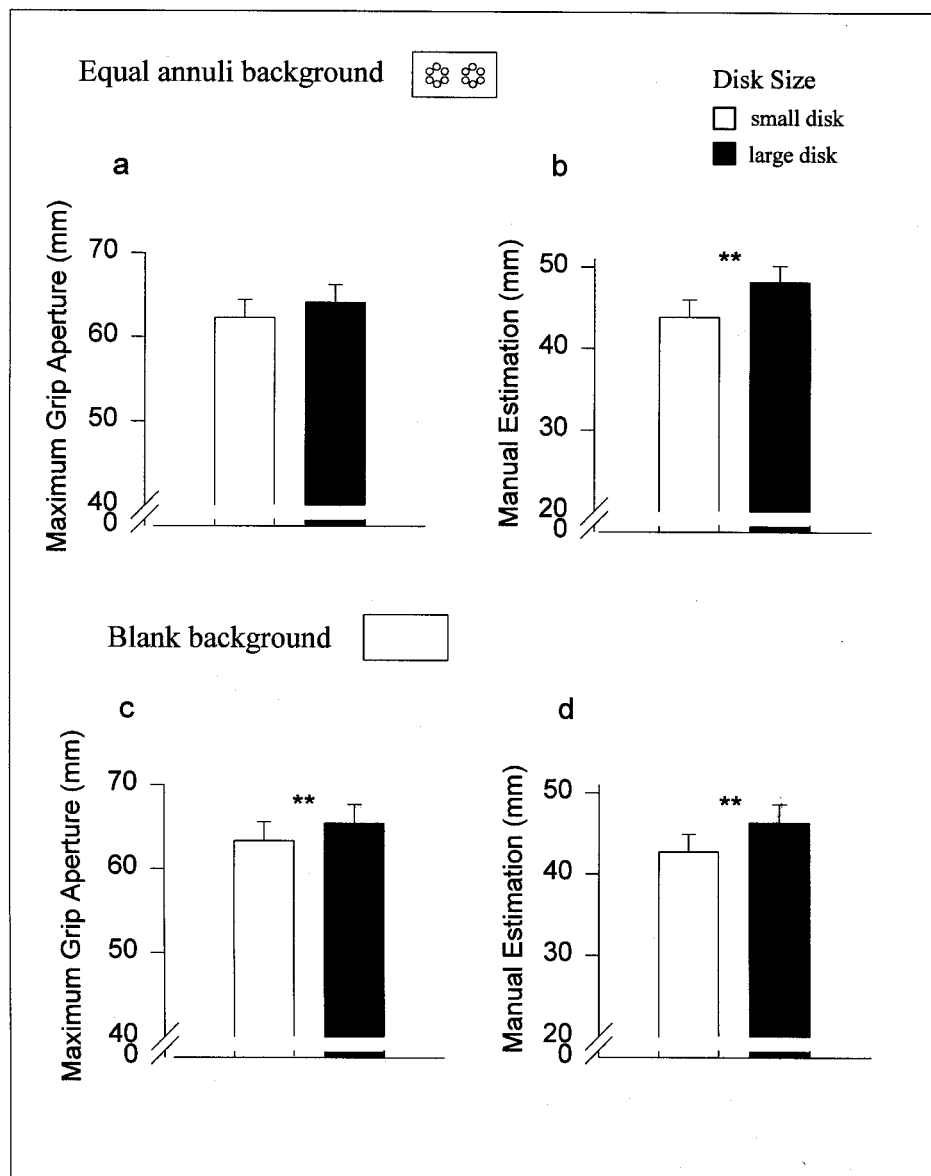 Equal annuli background
Disk Size
small disk
large disk
a
b
Maximum Grip Aperture (mm)
70
60
50
40
0
Manual Estimation (mm)
**
50
40
30
20
0
Blank background
c
d
Maximum Grip Aperture (mm)
**
70
60
50
40
0
Manual Estimation (mm)
**
50
40
30
20
0